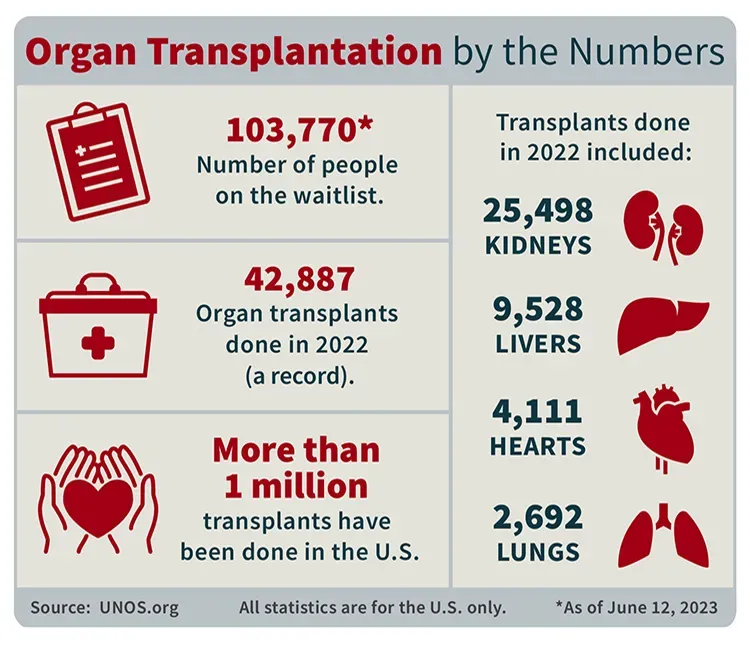 Organ Transplantation by the Numbers
103,770*
Number of people
on the waitlist.
42,887
Organ transplants
done in 2022
(a record).
More than
1 million
transplants have
been done in the U.S.
Transplants done
in 2022 included:
25,498
KIDNEYS
9,528
LIVERS
4,111
HEARTS
2,692
LUNGS
Source: UNOS.org
All statistics are for the U.S. only.
*As of June 12, 2023